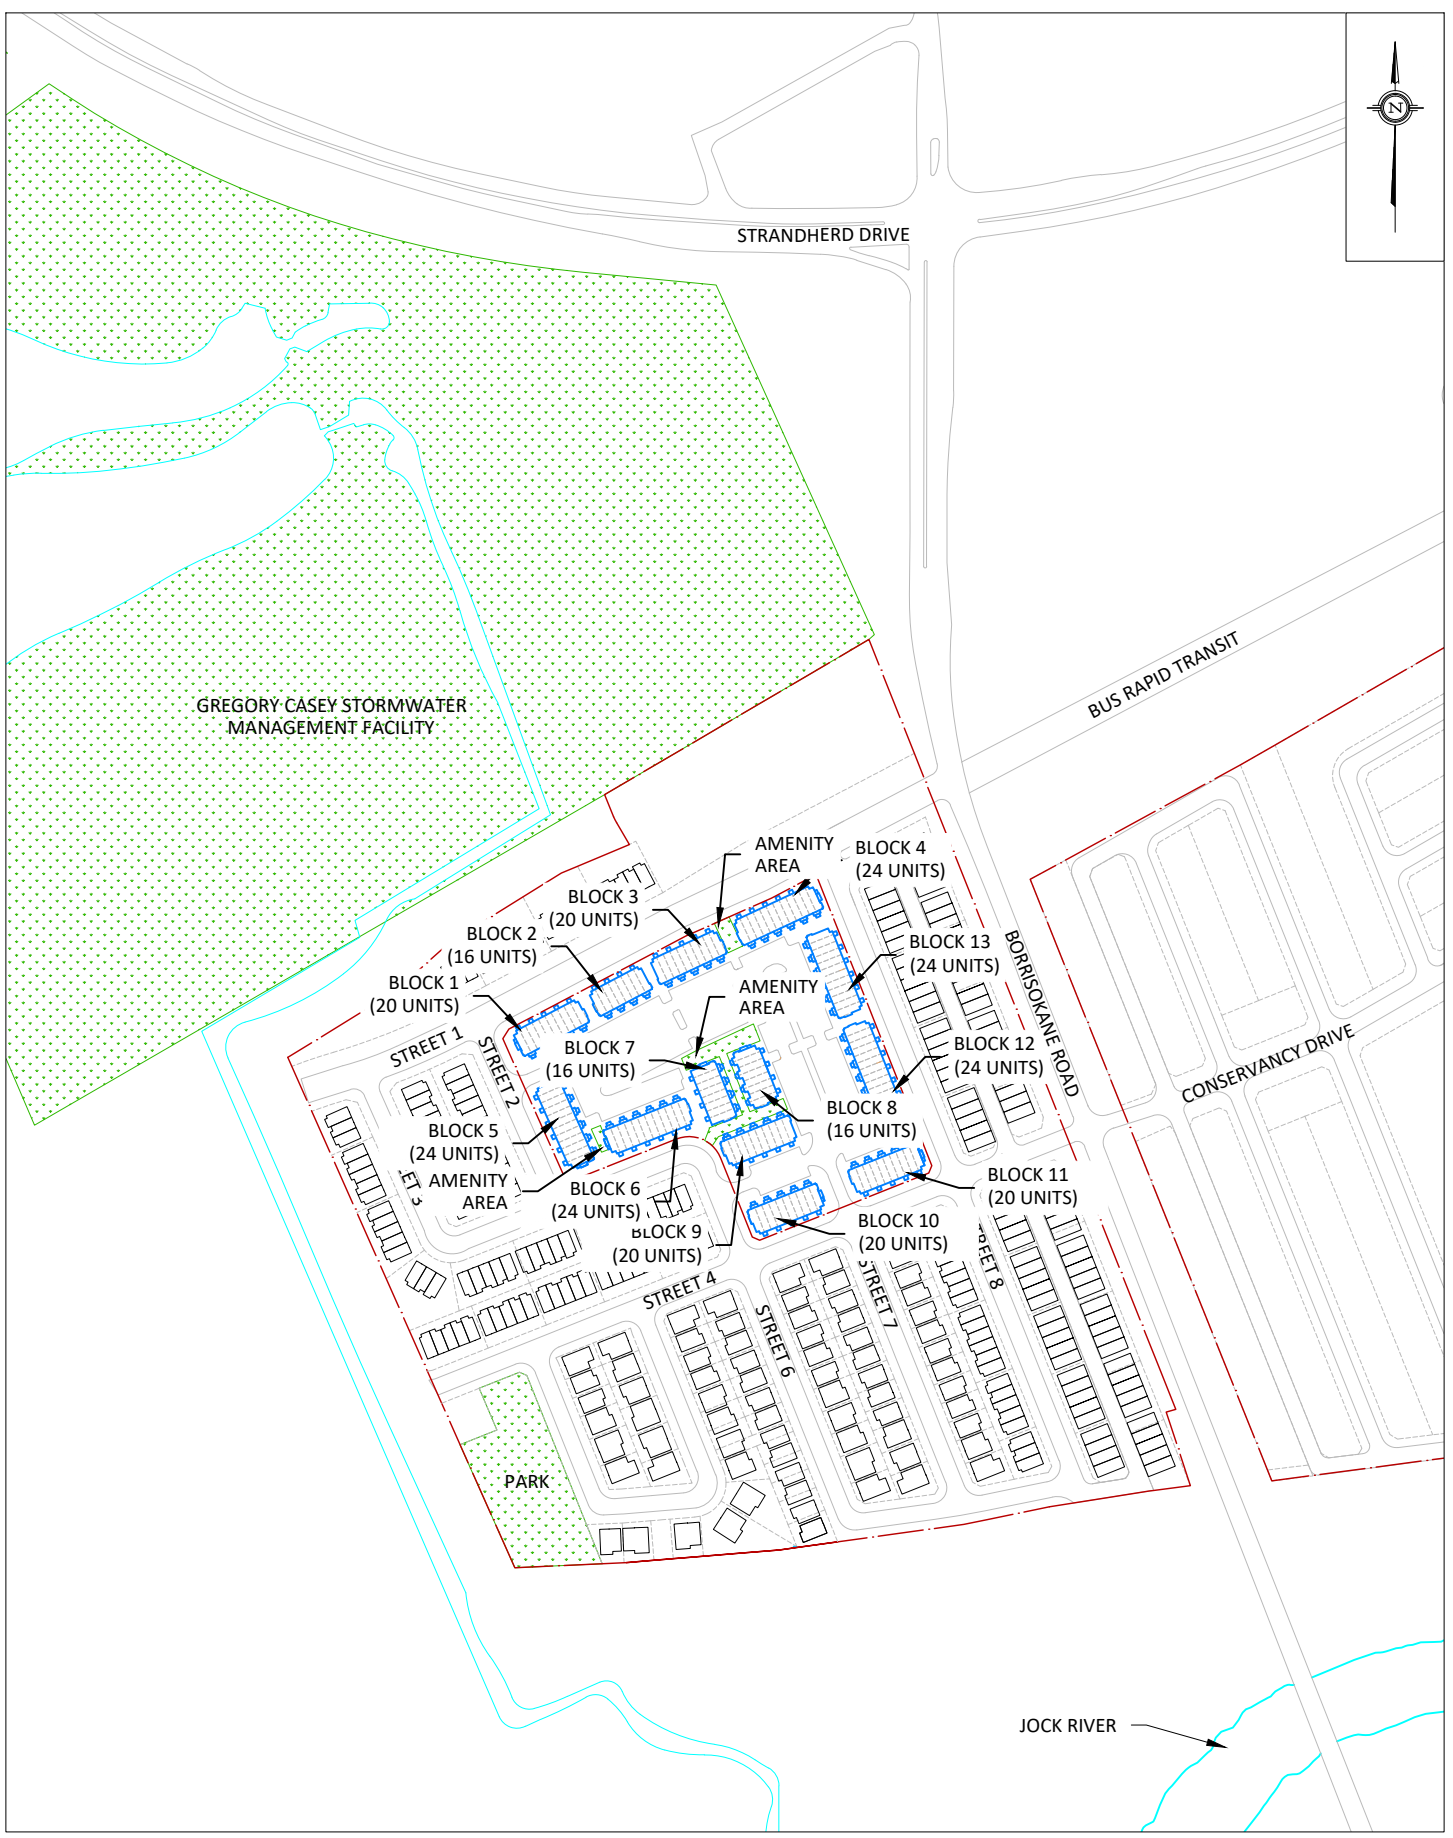 N
STRANDHERD DRIVE
BUS RAPID TRANSIT
GREGORY CASEY STORMWATER
MANAGEMENT FACILITY
AMENITY
AREA
BLOCK 4
(24 UNITS)
BLOCK 3
(20 UNITS)
BLOCK 2
(16 UNITS)
BLOCK 1
(20 UNITS)
BLOCK 13
(24 UNITS)
AMENITY
AREA
BORRISOKANE ROAD
STREET 1
STREET 2
BLOCK 7
(16 UNITS)
BLOCK 12
(24 UNITS)
CONSERVANCY DRIVE
BLOCK 8
(16 UNITS)
BLOCK 5
(24 UNITS)
EET 3
AMENITY
AREA
BLOCK 6
(24 UNITS)
BLOCK 11
(20 UNITS)
BLOCK 9
(20 UNITS)
BLOCK 10
(20 UNITS)
REET 8
STREET 7
STREET 4
STREET 6
PARK
JOCK RIVER